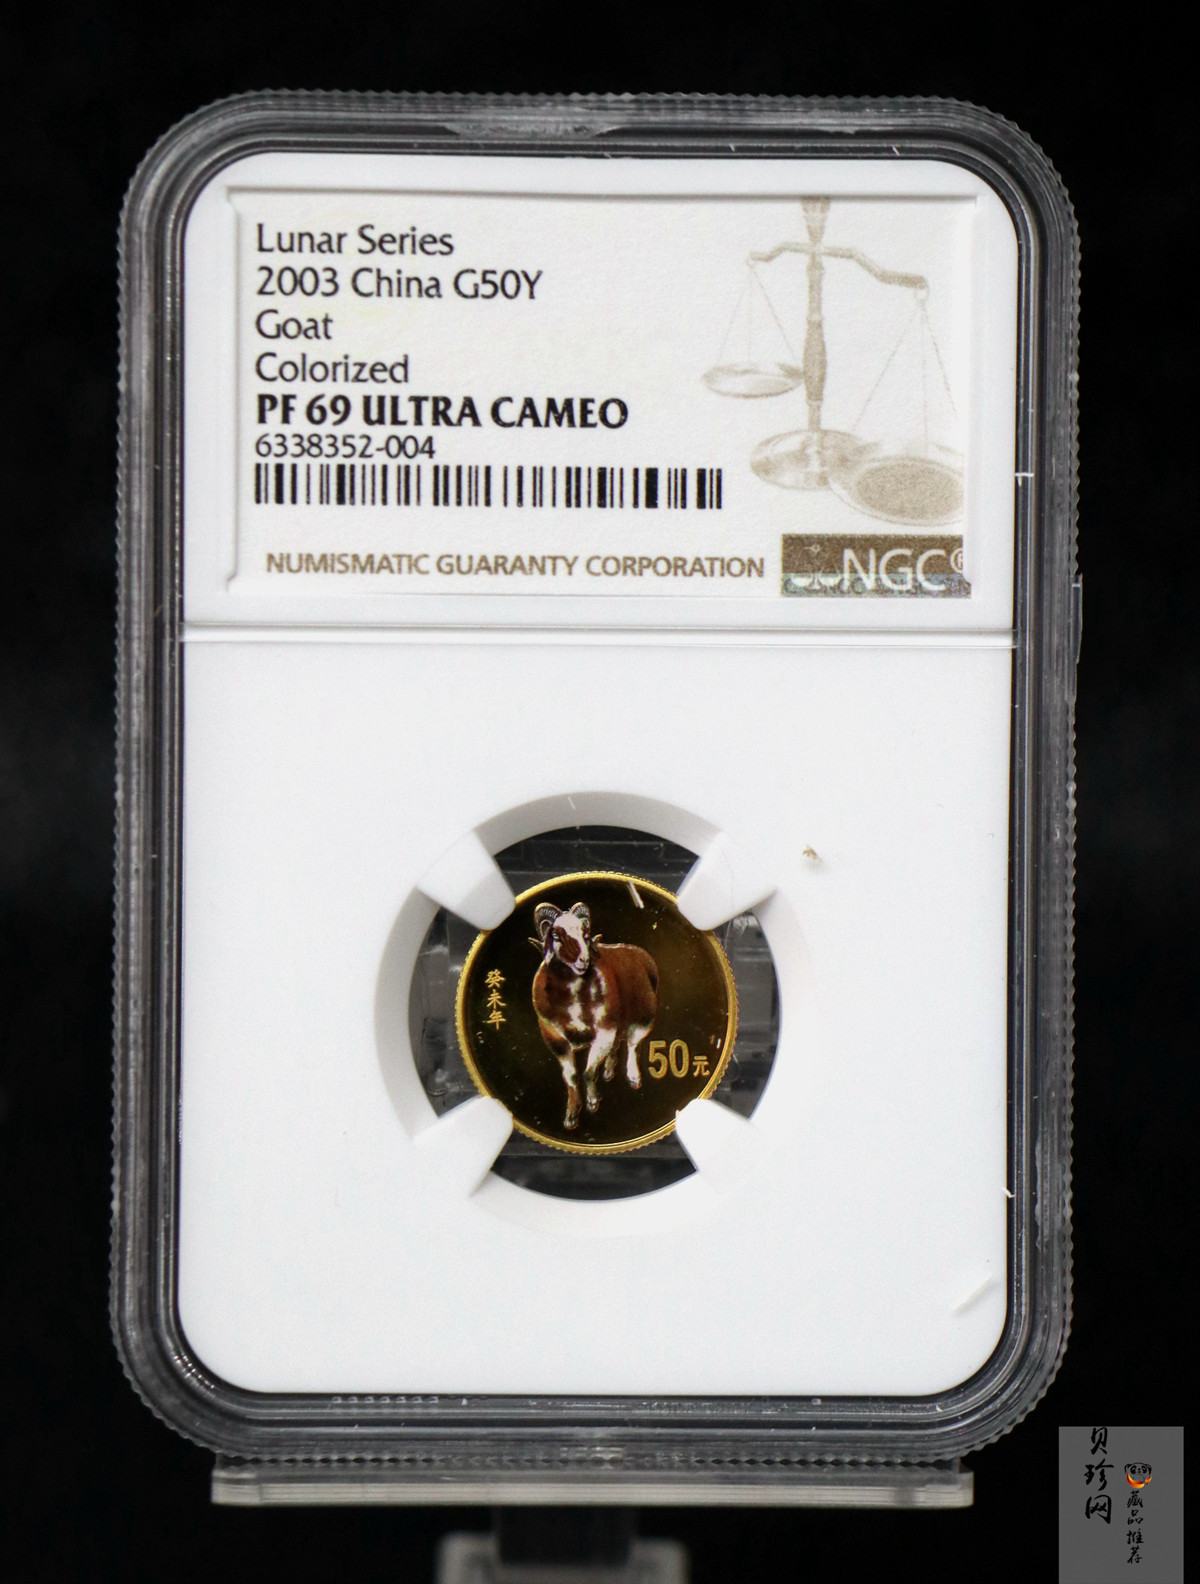 Lunar Series
2003 China G50Y
Goat
Colorized
PF 69 ULTRA CAMEO
6338352-004
NUMISMATIC GUARANTY CORPORATION
NGC®
癸未年
50元
贝珍网
藏品推荐